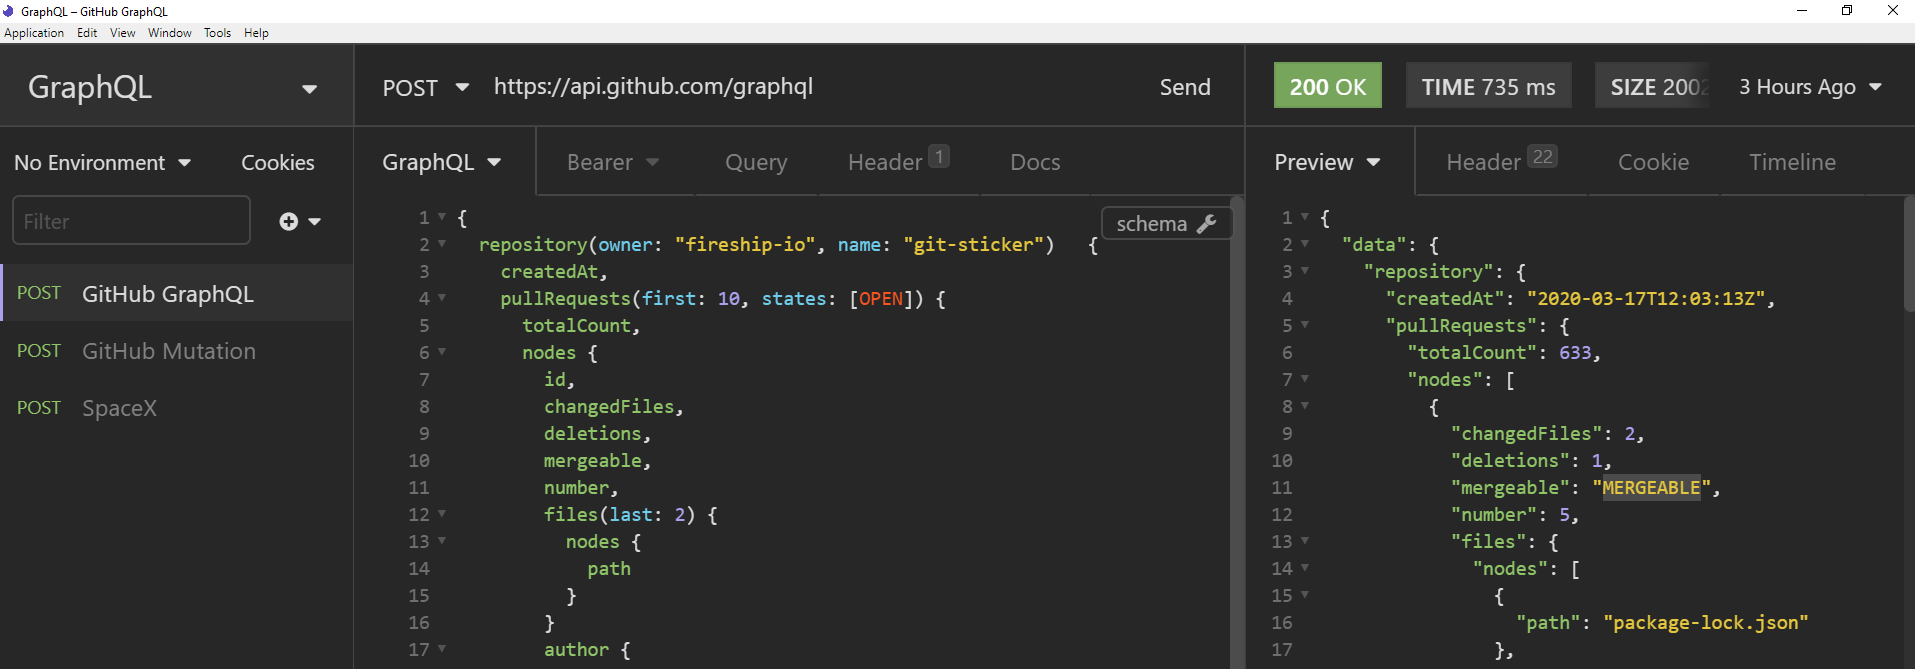 GraphQL – GitHub GraphQL
Application Edit View Window Tools Help
GraphQL
POST https://api.github.com/graphql Send
200 OK TIME 735 ms SIZE 2002 3 Hours Ago
No Environment Cookies
Filter
POST GitHub GraphQL
POST GitHub Mutation
POST SpaceX
GraphQL Bearer Query Header 1 Docs
schema
1 {
2 repository(owner: "fireship-io", name: "git-sticker") {
3 createdAt,
4 pullRequests(first: 10, states: [OPEN]) {
5 totalCount,
6 nodes {
7 id,
8 changedFiles,
9 deletions,
10 mergeable,
11 number,
12 files(last: 2) {
13 nodes {
14 path
15 }
16 }
17 author {
Preview Header 22 Cookie Timeline
1 {
2 "data": {
3 "repository": {
4 "createdAt": "2020-03-17T12:03:13Z",
5 "pullRequests": {
6 "totalCount": 633,
7 "nodes": [
8 {
9 "changedFiles": 2,
10 "deletions": 1,
11 "mergeable": "MERGEABLE",
12 "number": 5,
13 "files": {
14 "nodes": [
15 {
16 "path": "package-lock.json"
17 },